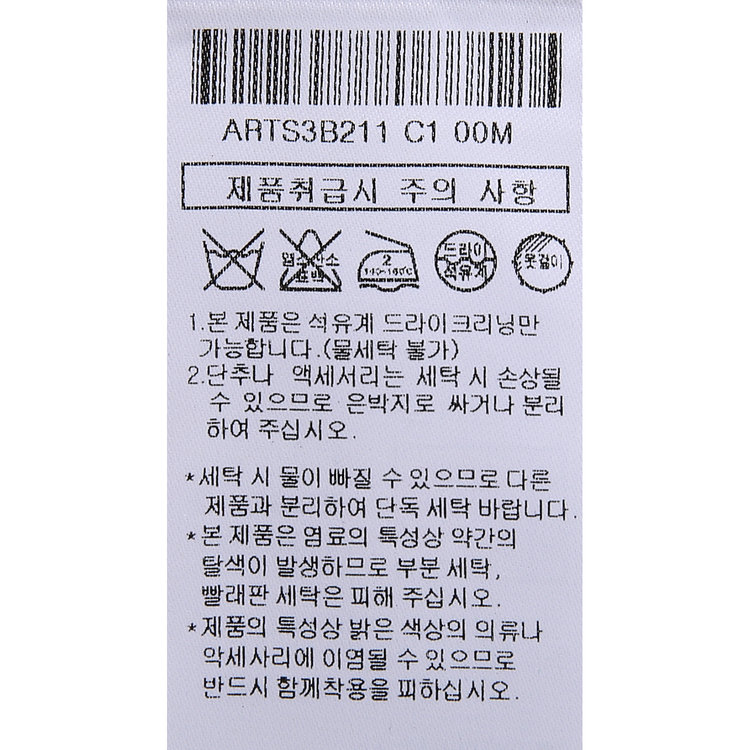 ARTS3B211 C1 00M
제품취급시 주의 사항
염소산소
표백
2
140-160℃
드라이
석유계
옷걸이
1.본 제품은 석유계 드라이크리닝만
가능합니다.(물세탁 불가)
2.단추나 액세서리는 세탁 시 손상될
수 있으므로 은박지로 싸거나 분리
하여 주십시오.
*세탁 시 물이 빠질 수 있으므로 다른
제품과 분리하여 단독 세탁 바랍니다.
*본 제품은 염료의 특성상 약간의
탈색이 발생하므로 부분 세탁,
빨래판 세탁은 피해 주십시오.
*제품의 특성상 밝은 색상의 의류나
악세사리에 이염될 수 있으므로
반드시 함께착용을 피하십시오.